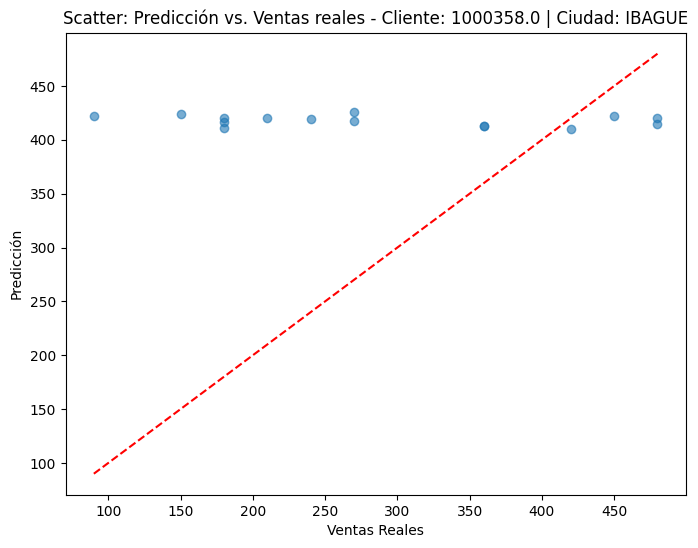 Scatter: Predicción vs. Ventas reales - Cliente: 1000358.0 | Ciudad: IBAGUE
Predicción
450
400
350
300
250
200
150
100
100 150 200 250 300 350 400 450
Ventas Reales